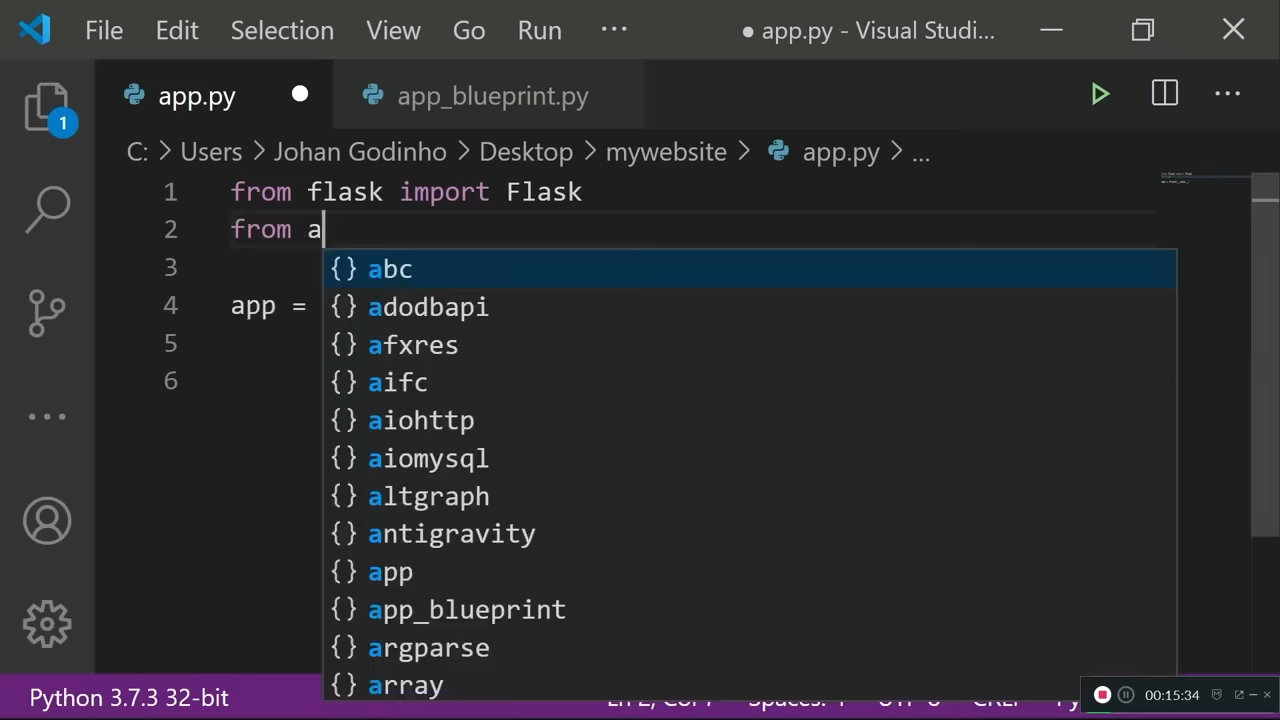 File Edit Selection View Go Run ··· ● app.py - Visual Studi...
1
app.py ● app_blueprint.py
C: > Users > Johan Godinho > Desktop > mywebsite > app.py > ...
1 from flask import Flask
2 from a
3 {} abc
4 app = {} adodbapi
5 {} afxres
6 {} aifc
{} aiohttp
{} aiomysql
{} altgraph
{} antigravity
{} app
{} app_blueprint
{} argparse
{} array
Python 3.7.3 32-bit
00:15:34